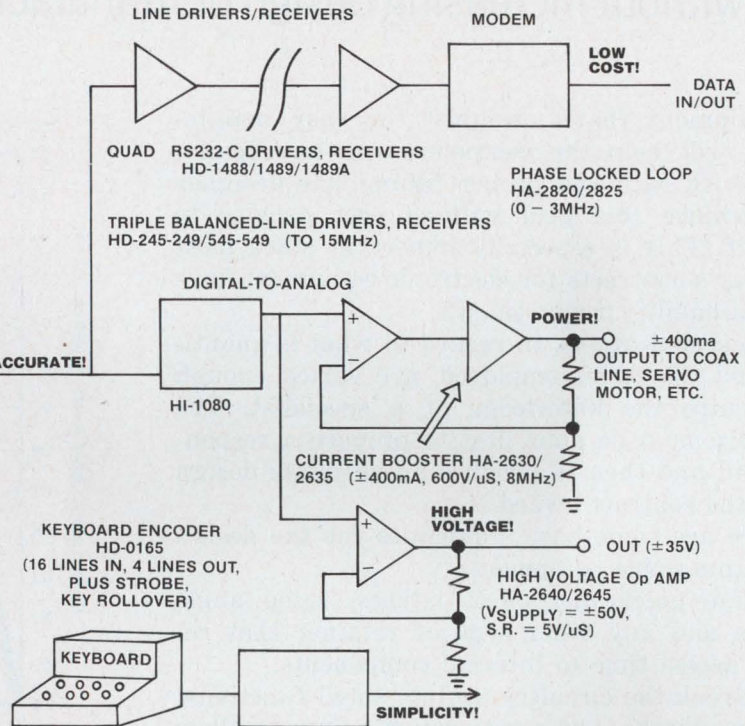 LINE DRIVERS/RECEIVERS
MODEM
LOW
COST!
DATA
IN/OUT
QUAD RS232-C DRIVERS, RECEIVERS
HD-1488/1489/1489A
PHASE LOCKED LOOP
HA-2820/2825
(0 – 3MHz)
TRIPLE BALANCED-LINE DRIVERS, RECEIVERS
HD-245-249/545-549 (TO 15MHz)
DIGITAL-TO-ANALOG
+
−
POWER!
±400ma
OUTPUT TO COAX
LINE, SERVO
MOTOR, ETC.
ACCURATE!
HI-1080
CURRENT BOOSTER HA-2630/
2635 (±400mA, 600V/uS, 8MHz)
HIGH
VOLTAGE!
+
−
OUT (±35V)
KEYBOARD ENCODER
HD-0165
(16 LINES IN, 4 LINES OUT,
PLUS STROBE,
KEY ROLLOVER)
HIGH VOLTAGE Op AMP
HA-2640/2645
(VSUPPLY = ±50V,
S.R. = 5V/uS)
KEYBOARD
SIMPLICITY!